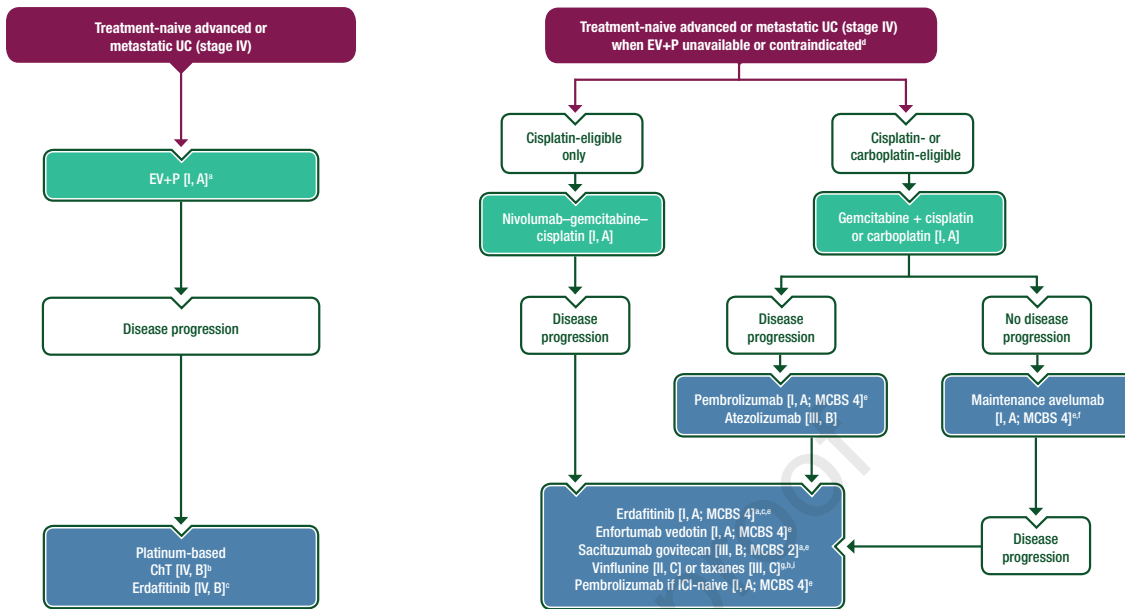 Treatment-naive advanced or
metastatic UC (stage IV)
EV+P [I, A]ᵃ
Disease progression
Platinum-based
ChT [IV, B]ᵇ
Erdafitinib [IV, B]ᶜ
Treatment-naive advanced or metastatic UC (stage IV)
when EV+P unavailable or contraindicatedᵈ
Cisplatin-eligible
only
Nivolumab–gemcitabine–
cisplatin [I, A]
Disease
progression
Cisplatin- or
carboplatin-eligible
Gemcitabine + cisplatin
or carboplatin [I, A]
Disease
progression
Pembrolizumab [I, A; MCBS 4]ᵉ
Atezolizumab [III, B]
No disease
progression
Maintenance avelumab
[I, A; MCBS 4]ᵉ,ᶠ
Disease
progression
Erdafitinib [I, A; MCBS 4]ᵃ,ᶜ,ᵉ
Enfortumab vedotin [I, A; MCBS 4]ᵉ
Sacituzumab govitecan [III, B; MCBS 2]ᵃ,ᵉ
Vinflunine [II, C] or taxanes [III, C]ᵍ,ʰ,ⁱ
Pembrolizumab if ICI-naive [I, A; MCBS 4]ᵉ
proof